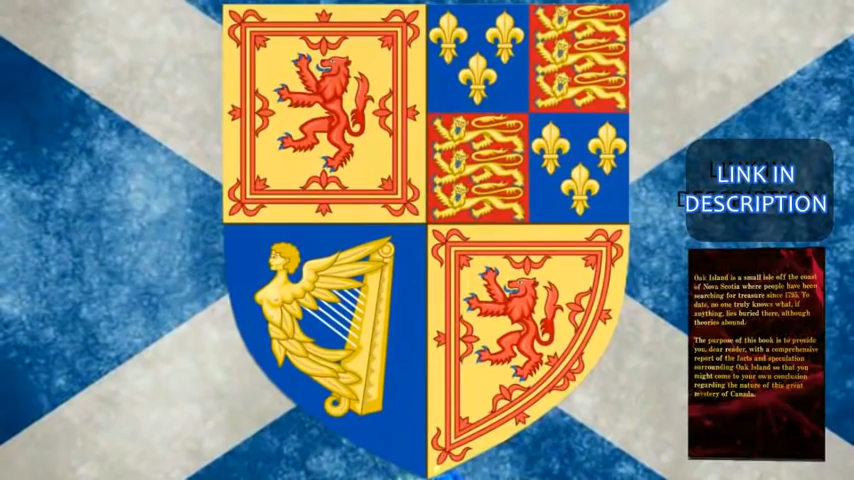 LINK IN
DESCRIPTION
Oak Island is a small isle off the coast
of Nova Scotia where people have been
searching for treasure since 1795. To
date, no one truly knows what, if
anything, lies buried there, although
theories abound.
The purpose of this book is to provide
you, dear reader, with a comprehensive
report of the facts and speculation
surrounding Oak Island so that you
might come to your own conclusion
regarding the nature of this great
mystery of Canada.